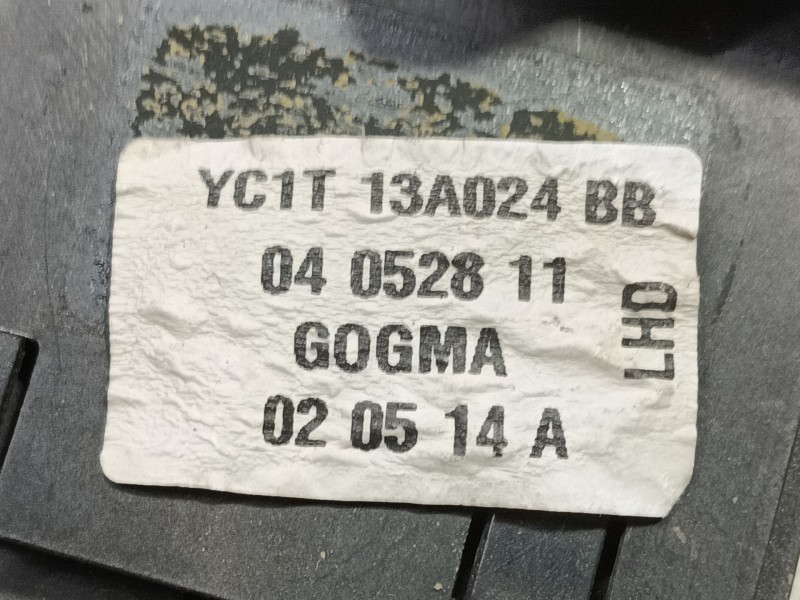 YC1T 13A024 BB
04 0528 11
GOGMA
02 05 14 A
LHD